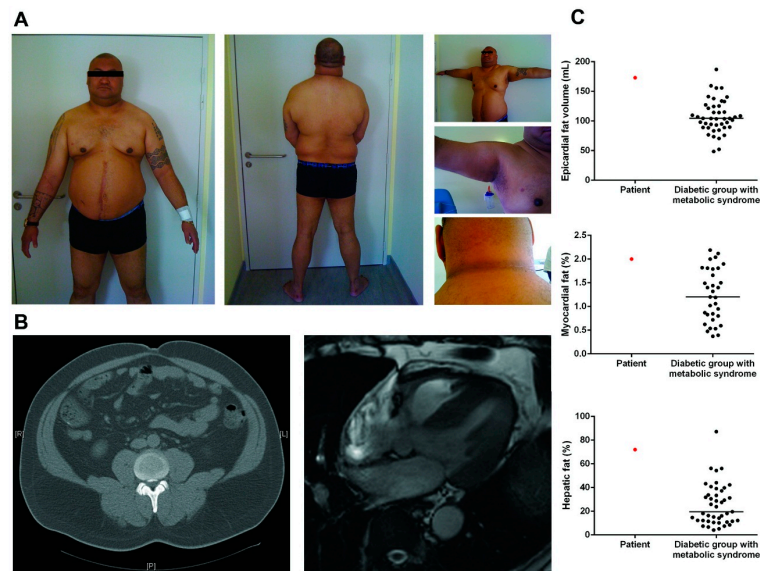 A
B
[R]
[L]
[P]
C
Epicardial fat volume (mL)
200
150
100
50
0
Patient
Diabetic group with
metabolic syndrome
Myocardial fat (%)
2.5
2.0
1.5
1.0
0.5
0.0
Patient
Diabetic group with
metabolic syndrome
Hepatic fat (%)
100
80
60
40
20
0
Patient
Diabetic group with
metabolic syndrome